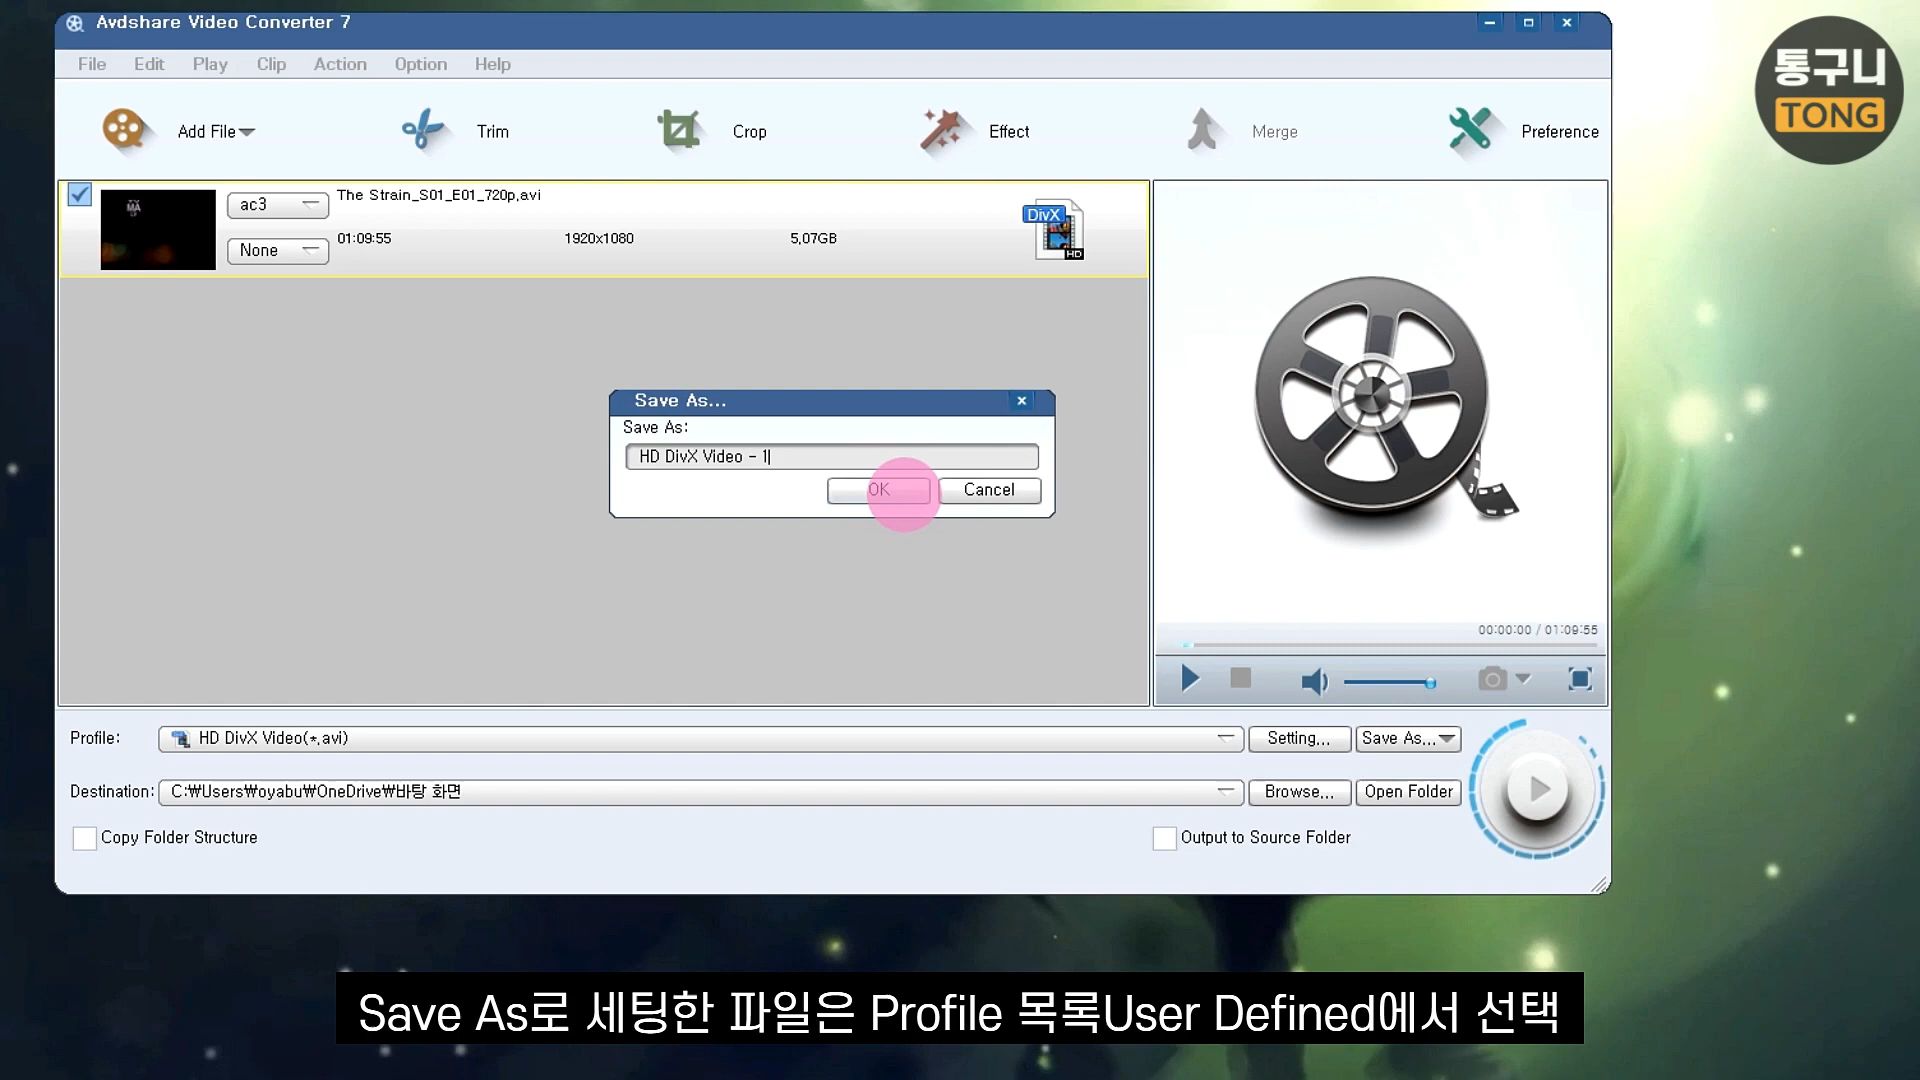 Avdshare Video Converter 7
File Edit Play Clip Action Option Help
통구니
TONG
Add File Trim Crop Effect Merge Preference
ac3 The Strain_S01_E01_720p.avi
None 01:09:55 1920x1080 5,07GB
DivX
HD
Save As...
Save As:
HD DivX Video - 1
OK Cancel
00:00:00 / 01:09:55
Profile: HD DivX Video(*.avi) Setting... Save As...
Destination: C:₩Users₩oyabu₩OneDrive₩바탕 화면 Browse... Open Folder
Copy Folder Structure Output to Source Folder
Save As로 세팅한 파일은 Profile 목록User Defined에서 선택